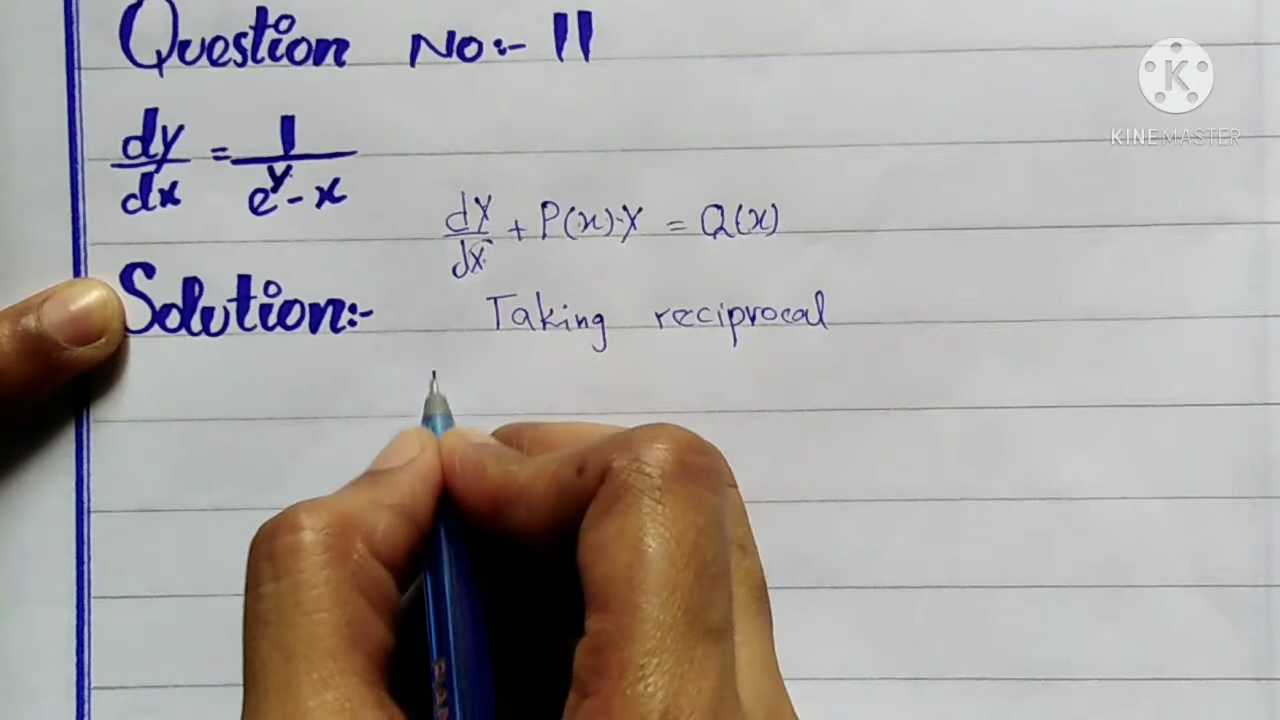 Question No:- 11
dy/dx = 1/(e^y - x)
dy/dx + P(x).y = Q(x)
Solution:- Taking reciprocal
K
KINEMASTER